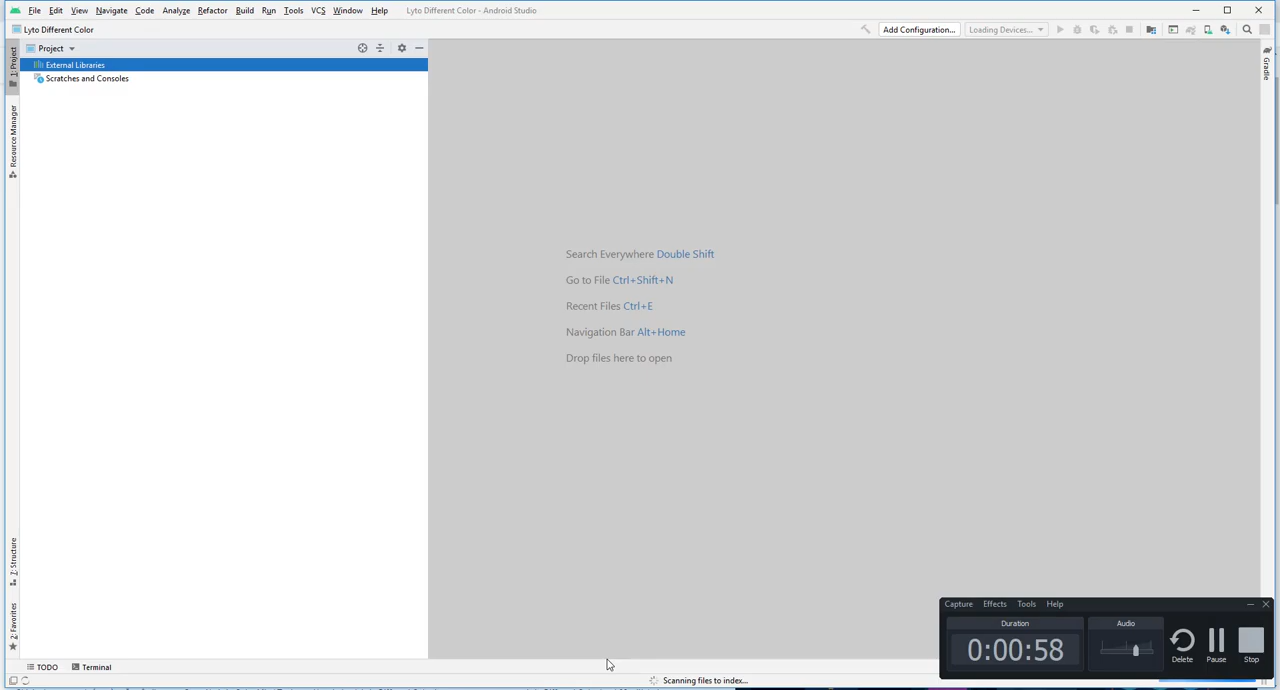 File Edit View Navigate Code Analyze Refactor Build Run Tools VCS Window Help Lyto Different Color - Android Studio
Lyto Different Color
Add Configuration... Loading Devices...
Project
External Libraries
Scratches and Consoles
1: Project
Resource Manager
7: Structure
2: Favorites
Gradle
Search Everywhere Double Shift
Go to File Ctrl+Shift+N
Recent Files Ctrl+E
Navigation Bar Alt+Home
Drop files here to open
Capture Effects Tools Help
Duration Audio
0:00:58
Delete Pause Stop
TODO Terminal
Scanning files to index...